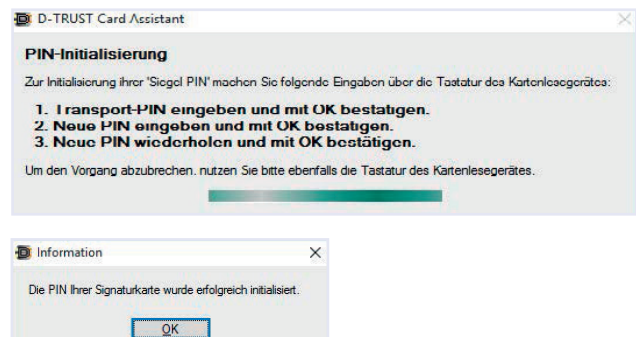 D-TRUST Card Assistant
PIN-Initialisierung
Zur Initialisierung ihrer 'Siegel PIN' machen Sie folgende Eingaben über die Tastatur des Kartenlesegerätes:
1. Transport-PIN eingeben und mit OK bestätigen.
2. Neue PIN eingeben und mit OK bestätigen.
3. Neue PIN wiederholen und mit OK bestätigen.
Um den Vorgang abzubrechen, nutzen Sie bitte ebenfalls die Tastatur des Kartenlesegerätes.
Information
Die PIN Ihrer Signaturkarte wurde erfolgreich initialisiert.
OK